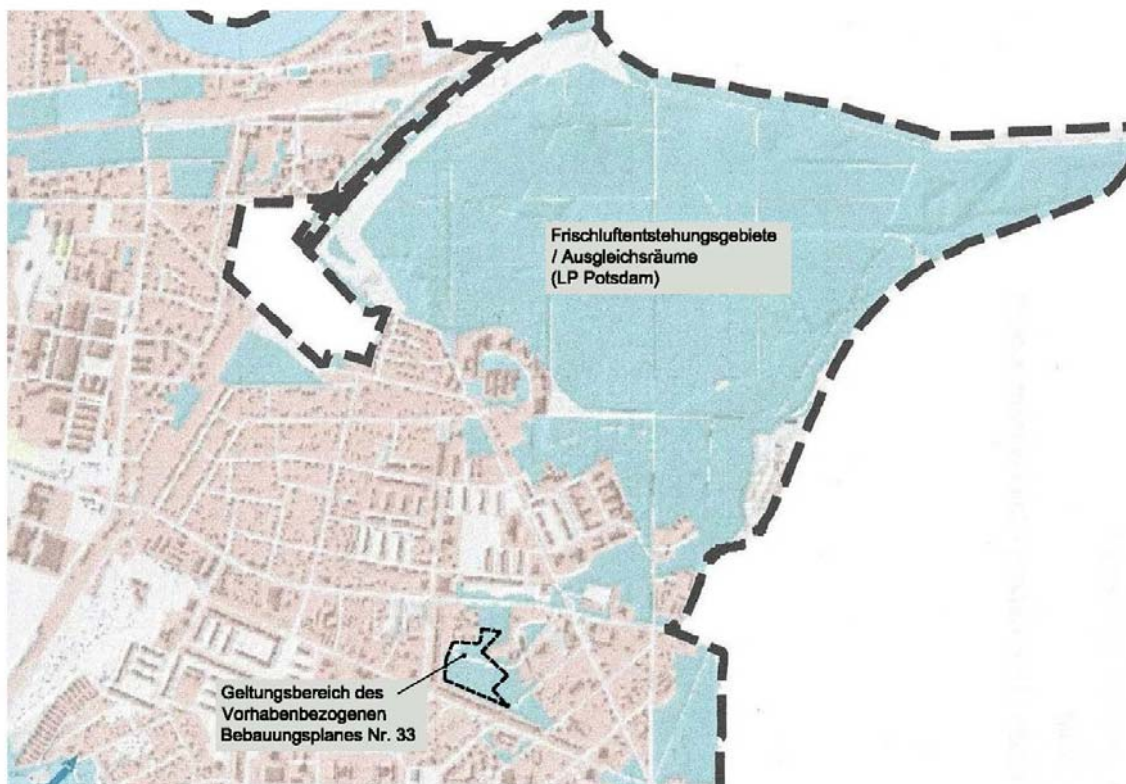 Frischluftentstehungsgebiete
/ Ausgleichsräume
(LP Potsdam)
Geltungsbereich des
Vorhabenbezogenen
Bebauungsplanes Nr. 33